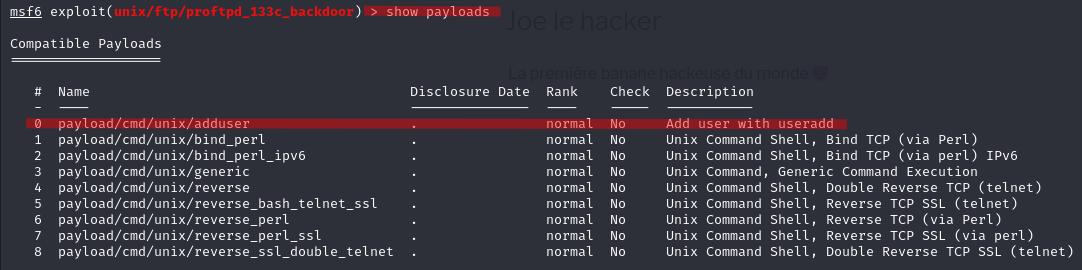 msf6 exploit(unix/ftp/proftpd_133c_backdoor) > show payloads
Joe le hacker
Compatible Payloads
===================
La première banane hackeuse du monde
# Name Disclosure Date Rank Check Description
- ---- --------------- ---- ----- -----------
0 payload/cmd/unix/adduser . normal No Add user with useradd
1 payload/cmd/unix/bind_perl . normal No Unix Command Shell, Bind TCP (via Perl)
2 payload/cmd/unix/bind_perl_ipv6 . normal No Unix Command Shell, Bind TCP (via perl) IPv6
3 payload/cmd/unix/generic . normal No Unix Command, Generic Command Execution
4 payload/cmd/unix/reverse . normal No Unix Command Shell, Double Reverse TCP (telnet)
5 payload/cmd/unix/reverse_bash_telnet_ssl . normal No Unix Command Shell, Reverse TCP SSL (telnet)
6 payload/cmd/unix/reverse_perl . normal No Unix Command Shell, Reverse TCP (via Perl)
7 payload/cmd/unix/reverse_perl_ssl . normal No Unix Command Shell, Reverse TCP SSL (via perl)
8 payload/cmd/unix/reverse_ssl_double_telnet . normal No Unix Command Shell, Double Reverse TCP SSL (telnet)